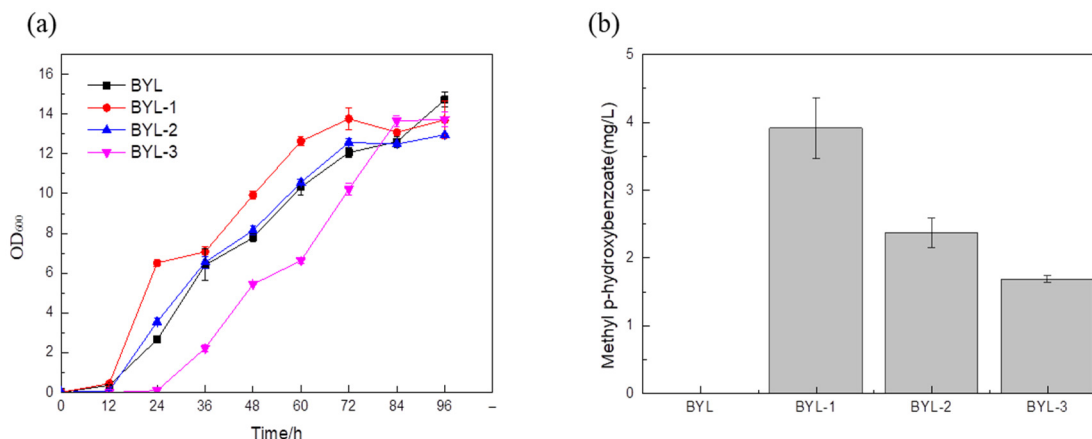 (a)
(b)
16
14
12
10
8
6
4
2
0
OD600
BYL
BYL-1
BYL-2
BYL-3
0 12 24 36 48 60 72 84 96 –
Time/h
5
4
3
2
1
0
Methyl p-hydroxybenzoate(mg/L)
BYL BYL-1 BYL-2 BYL-3